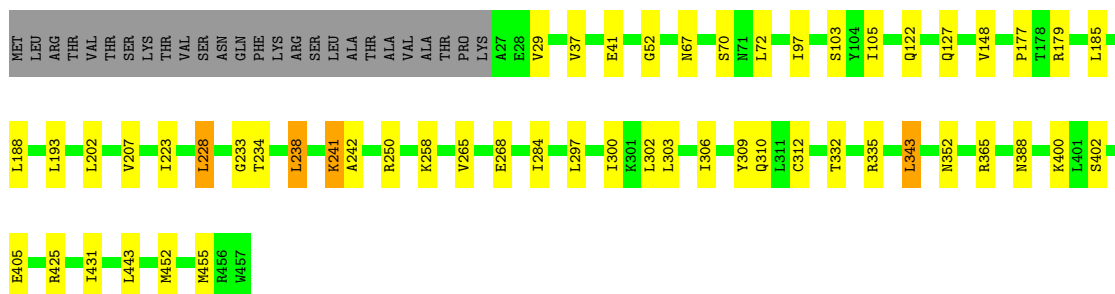 MET LEU ARG THR VAL THR SER LYS THR VAL SER ASN GLN PHE LYS ARG SER LEU ALA THR ALA VAL ALA THR PRO LYS A27 E28 V29 V37 E41 G52 N67 S70 N71 L72 I97 S103 Y104 I105 Q122 Q127 V148 P177 T178 R179 L185
L188 L193 L202 V207 I223 L228 G233 T234 L238 K241 A242 R250 K258 V265 E268 I284 L297 I300 K301 L302 L303 I306 Y309 Q310 L311 C312 T332 R335 L343 N352 R365 N388 K400 L401 S402
E405 R425 I431 L443 M452 M455 R456 W457